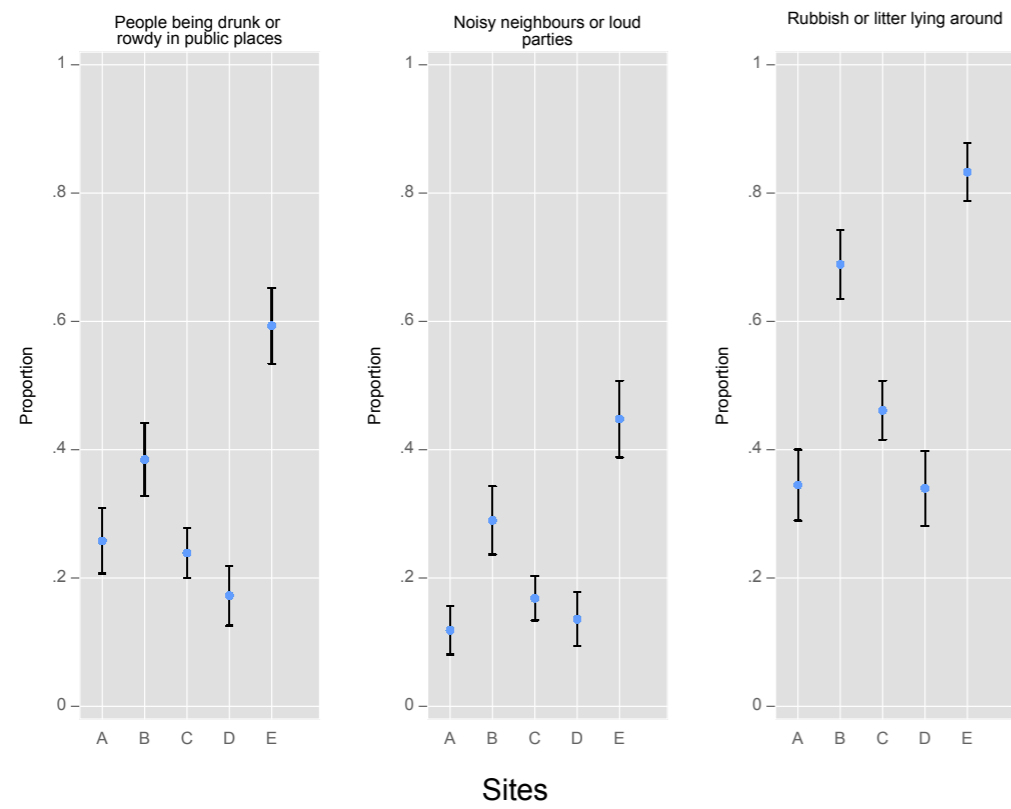 People being drunk or
rowdy in public places
1
.8
.6
.4
.2
0
Proportion
A B C D E
Noisy neighbours or loud
parties
1
.8
.6
.4
.2
0
Proportion
A B C D E
Rubbish or litter lying around
1
.8
.6
.4
.2
0
Proportion
A B C D E
Sites